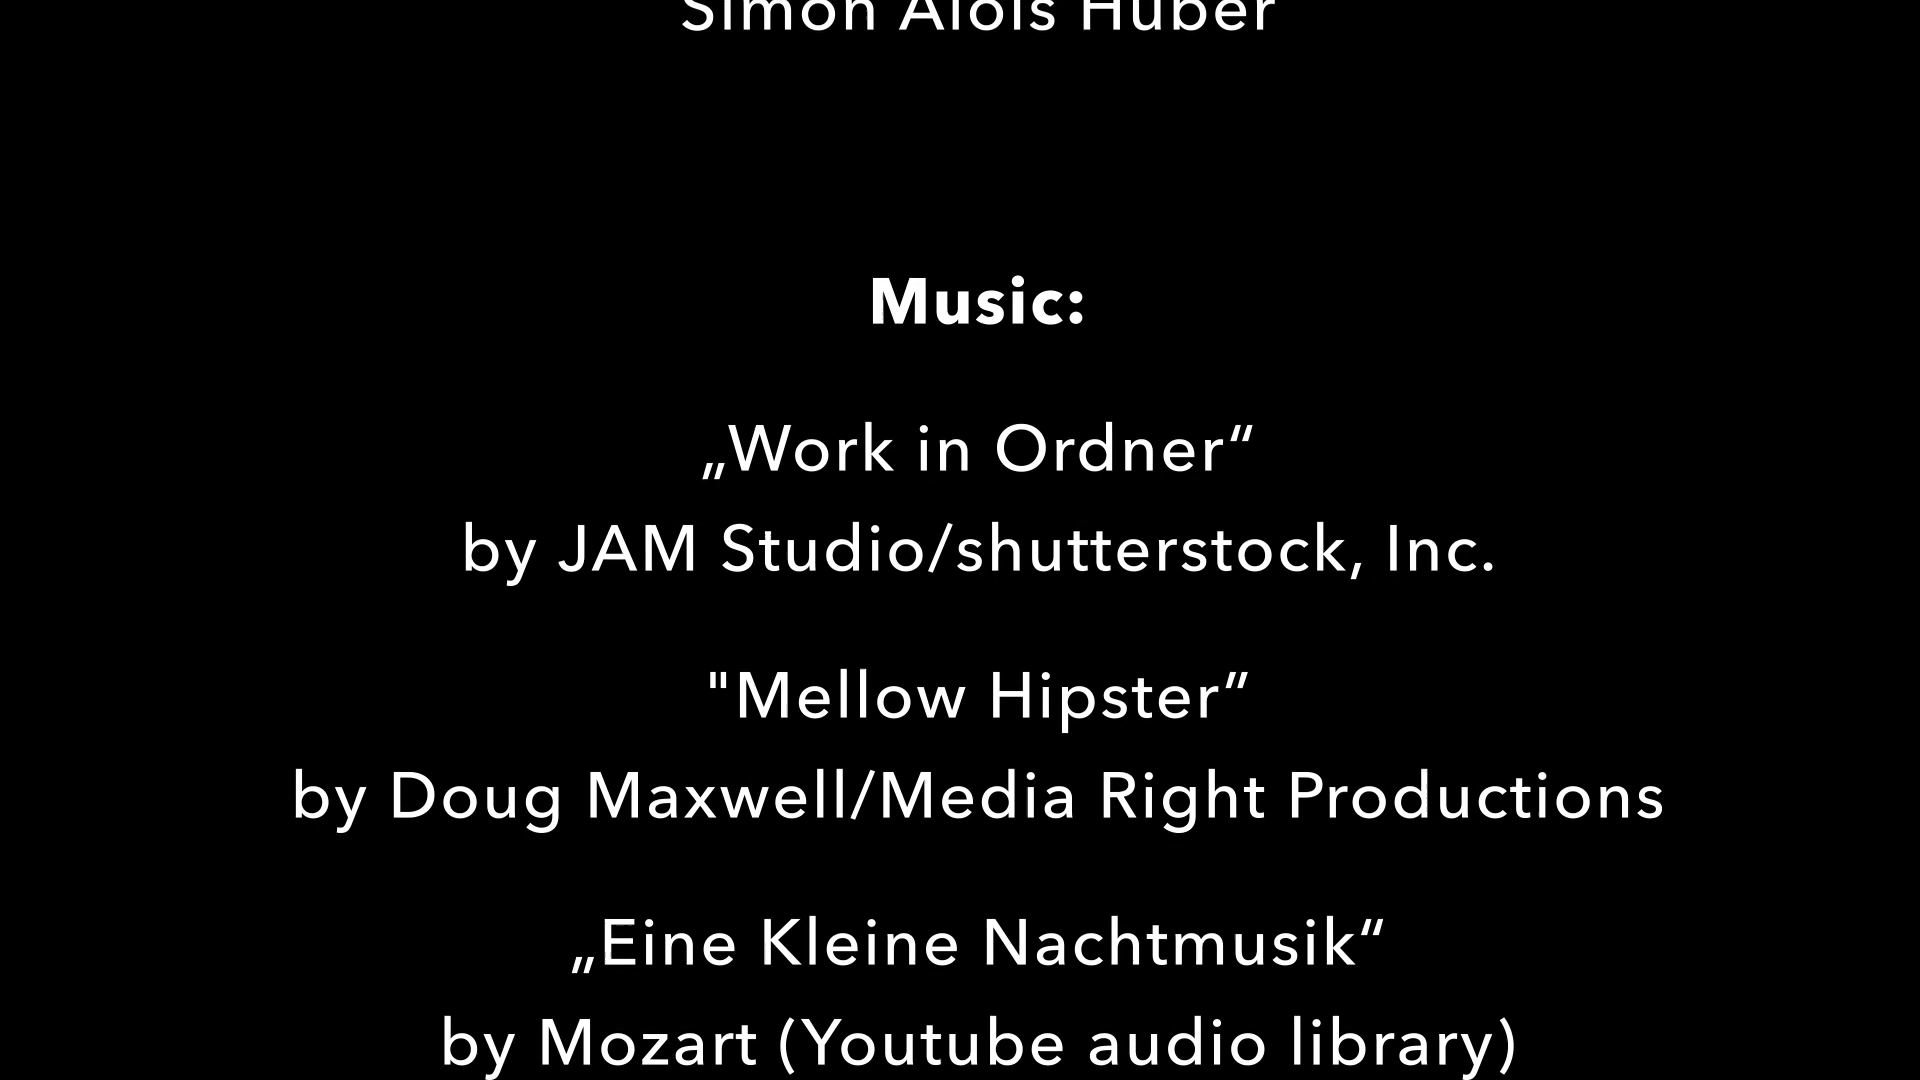 Simon Alois Huber
Music:
„Work in Ordner“
by JAM Studio/shutterstock, Inc.
"Mellow Hipster”
by Doug Maxwell/Media Right Productions
„Eine Kleine Nachtmusik“
by Mozart (Youtube audio library)